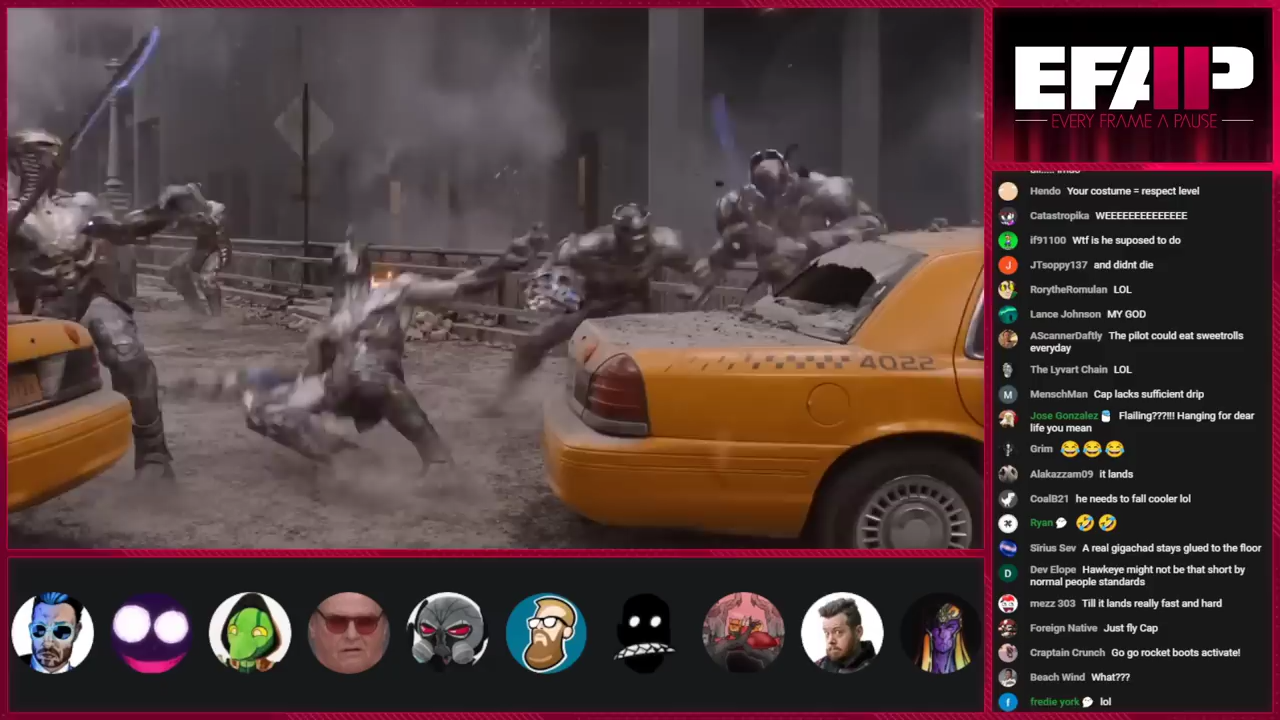 4022
EFAP
EVERY FRAME A PAUSE
Hendo Your costume = respect level
Catastropika WEEEEEEEEEEEEEE
if91100 Wtf is he suposed to do
JTsoppy137 and didnt die
RorytheRomulan LOL
Lance Johnson MY GOD
AScannerDaftly The pilot could eat sweetrolls
everyday
The Lyvart Chain LOL
M
MenschMan Cap lacks sufficient drip
Jose Gonzalez Flailing???!!! Hanging for dear
life you mean
Grim 😂😂😂
Alakazzam09 it lands
CoalB21 he needs to fall cooler lol
Ryan 🤣🤣
Sirius Sev A real gigachad stays glued to the floor
D
Dev Elope Hawkeye might not be that short by
normal people standards
mezz 303 Till it lands really fast and hard
Foreign Native Just fly Cap
Craptain Crunch Go go rocket boots activate!
Beach Wind What???
f
fredie york lol